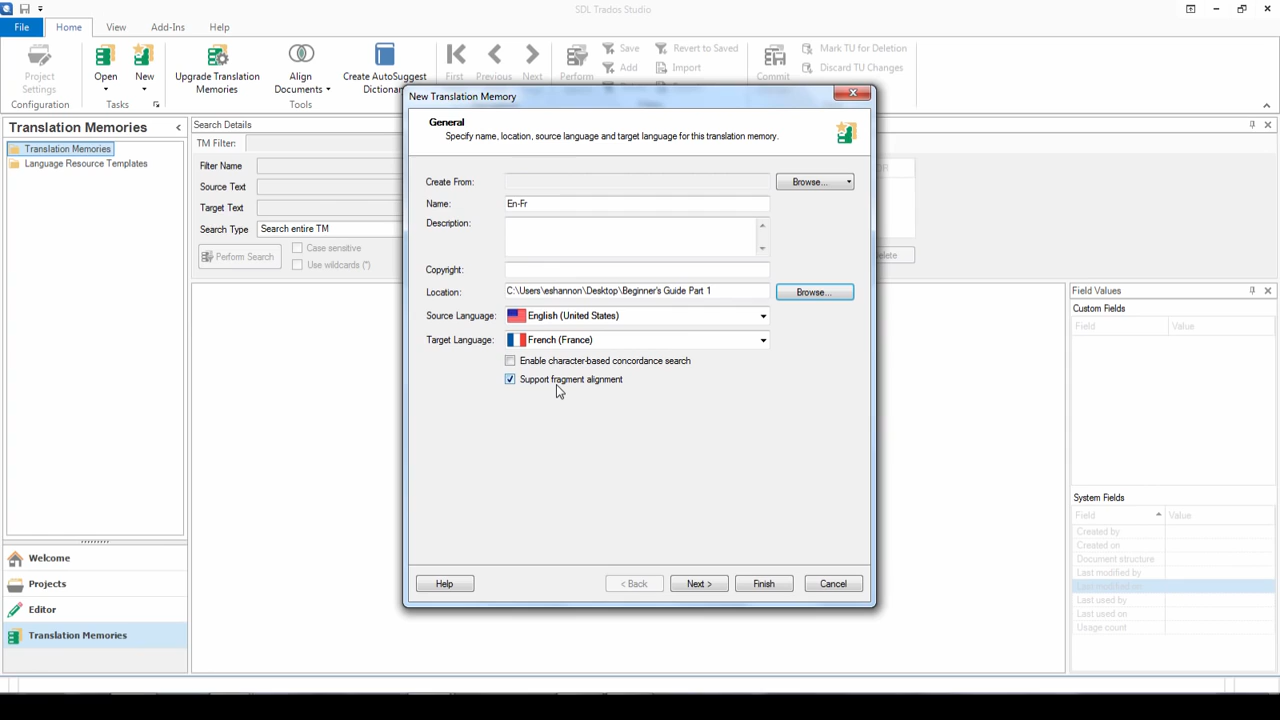 SDL Trados Studio
File Home View Add-Ins Help
Project Settings
Open
New
Upgrade Translation Memories
Align Documents
Create AutoSuggest Dictionary
First Previous Next
Perform
Save
Add
Revert to Saved
Import
Commit
Mark TU for Deletion
Discard TU Changes
Configuration Tasks Tools
Translation Memories
Translation Memories
Language Resource Templates
Search Details
TM Filter:
Filter Name
Source Text
Target Text
Search Type Search entire TM
Perform Search
Case sensitive
Use wildcards (*)
New Translation Memory
General
Specify name, location, source language and target language for this translation memory.
Create From: Browse...
Name: En-Fr
Description:
Copyright:
Location: C:\Users\eshannon\Desktop\Beginner's Guide Part 1 Browse...
Source Language: English (United States)
Target Language: French (France)
Enable character-based concordance search
Support fragment alignment
Help < Back Next > Finish Cancel
Field Values
Custom Fields
Field Value
System Fields
Field Value
Created by
Created on
Document structure
Last modified by
Last modified on
Last used by
Last used on
Usage count
Welcome
Projects
Editor
Translation Memories